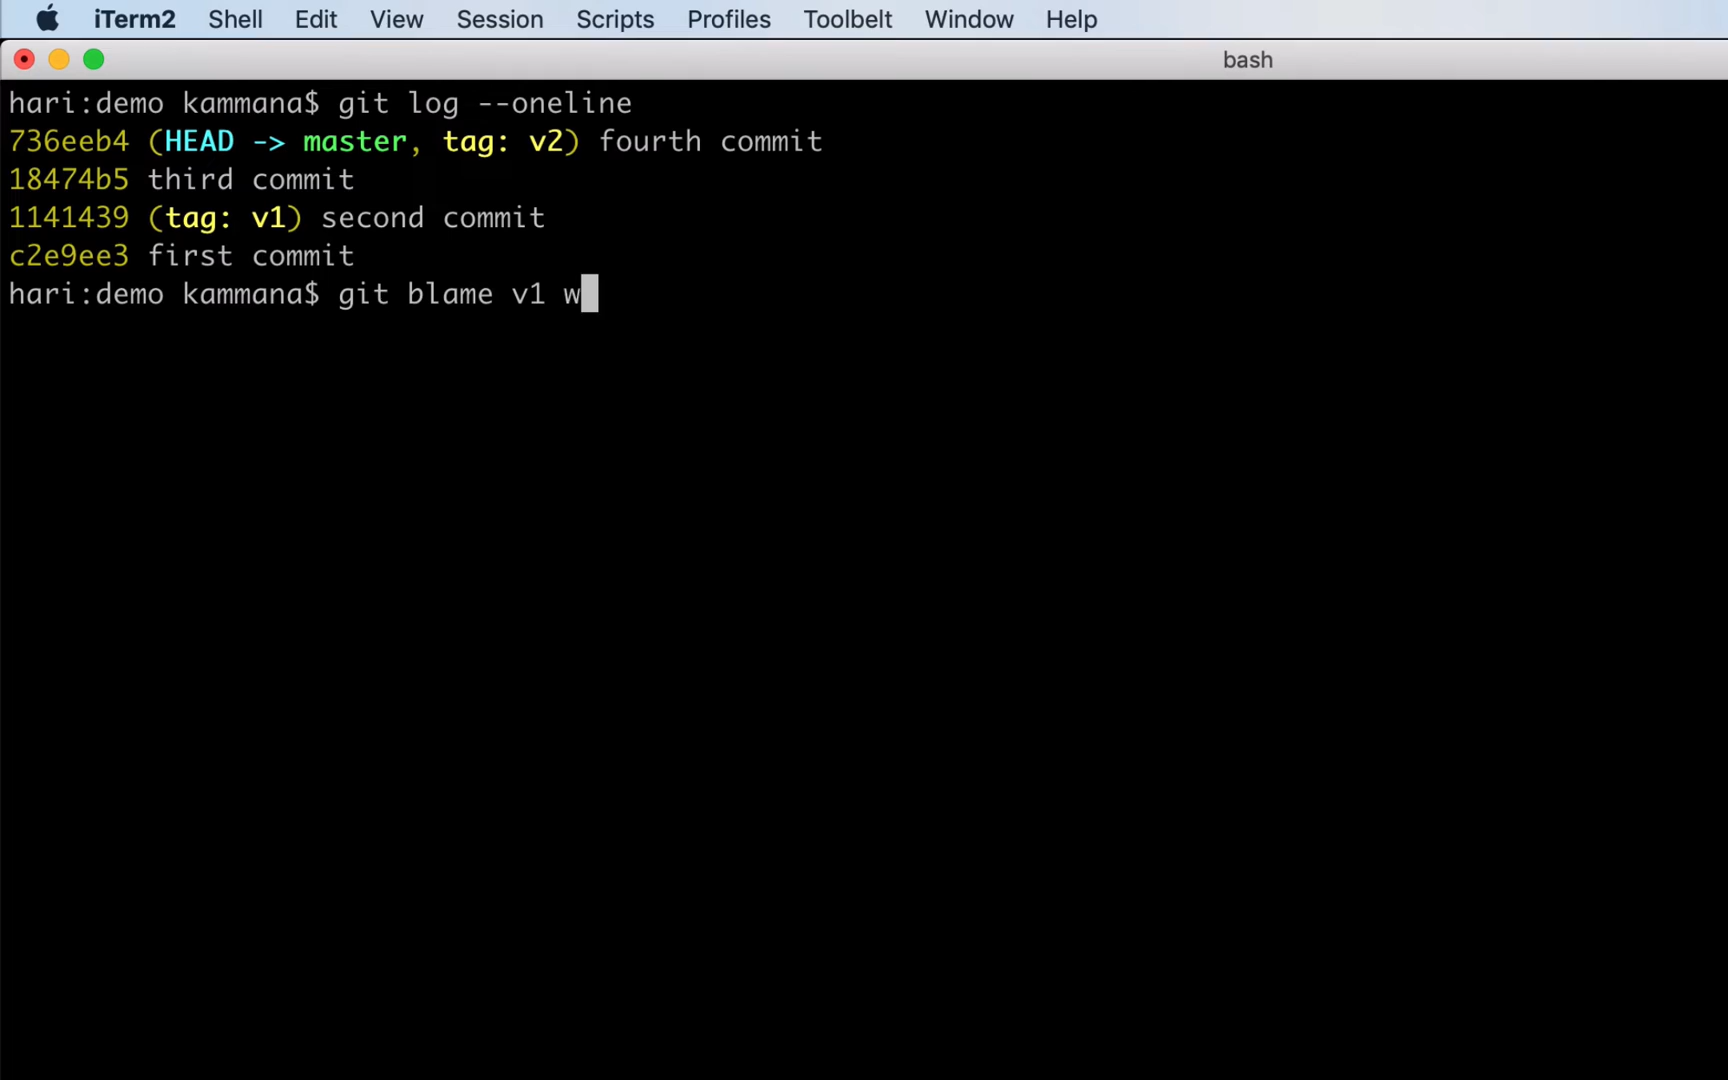 iTerm2 Shell Edit View Session Scripts Profiles Toolbelt Window Help
bash
hari:demo kammana$ git log --oneline
736eeb4 (HEAD -> master, tag: v2) fourth commit
18474b5 third commit
1141439 (tag: v1) second commit
c2e9ee3 first commit
hari:demo kammana$ git blame v1 w